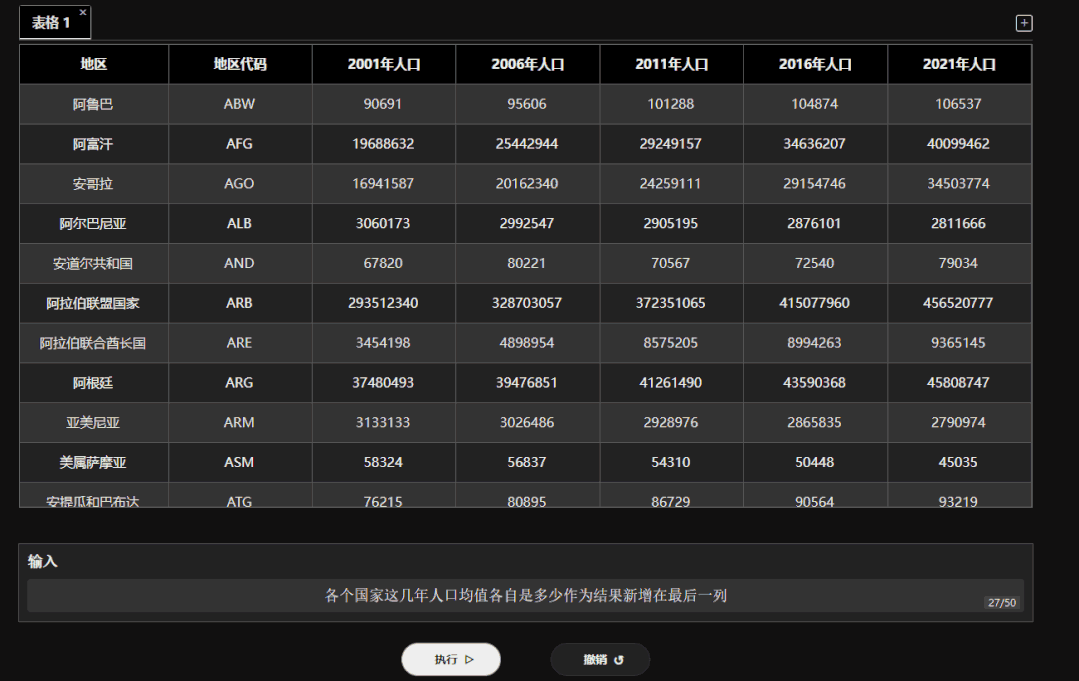 表格 1
地区 地区代码 2001年人口 2006年人口 2011年人口 2016年人口 2021年人口
阿鲁巴 ABW 90691 95606 101288 104874 106537
阿富汗 AFG 19688632 25442944 29249157 34636207 40099462
安哥拉 AGO 16941587 20162340 24259111 29154746 34503774
阿尔巴尼亚 ALB 3060173 2992547 2905195 2876101 2811666
安道尔共和国 AND 67820 80221 70567 72540 79034
阿拉伯联盟国家 ARB 293512340 328703057 372351065 415077960 456520777
阿拉伯联合酋长国 ARE 3454198 4898954 8575205 8994263 9365145
阿根廷 ARG 37480493 39476851 41261490 43590368 45808747
亚美尼亚 ARM 3133133 3026486 2928976 2865835 2790974
美属萨摩亚 ASM 58324 56837 54310 50448 45035
安提瓜和巴布达 ATG 76215 80895 86729 90564 93219
输入
各个国家这几年人口均值各自是多少作为结果新增在最后一列
27/50
执行 撤销